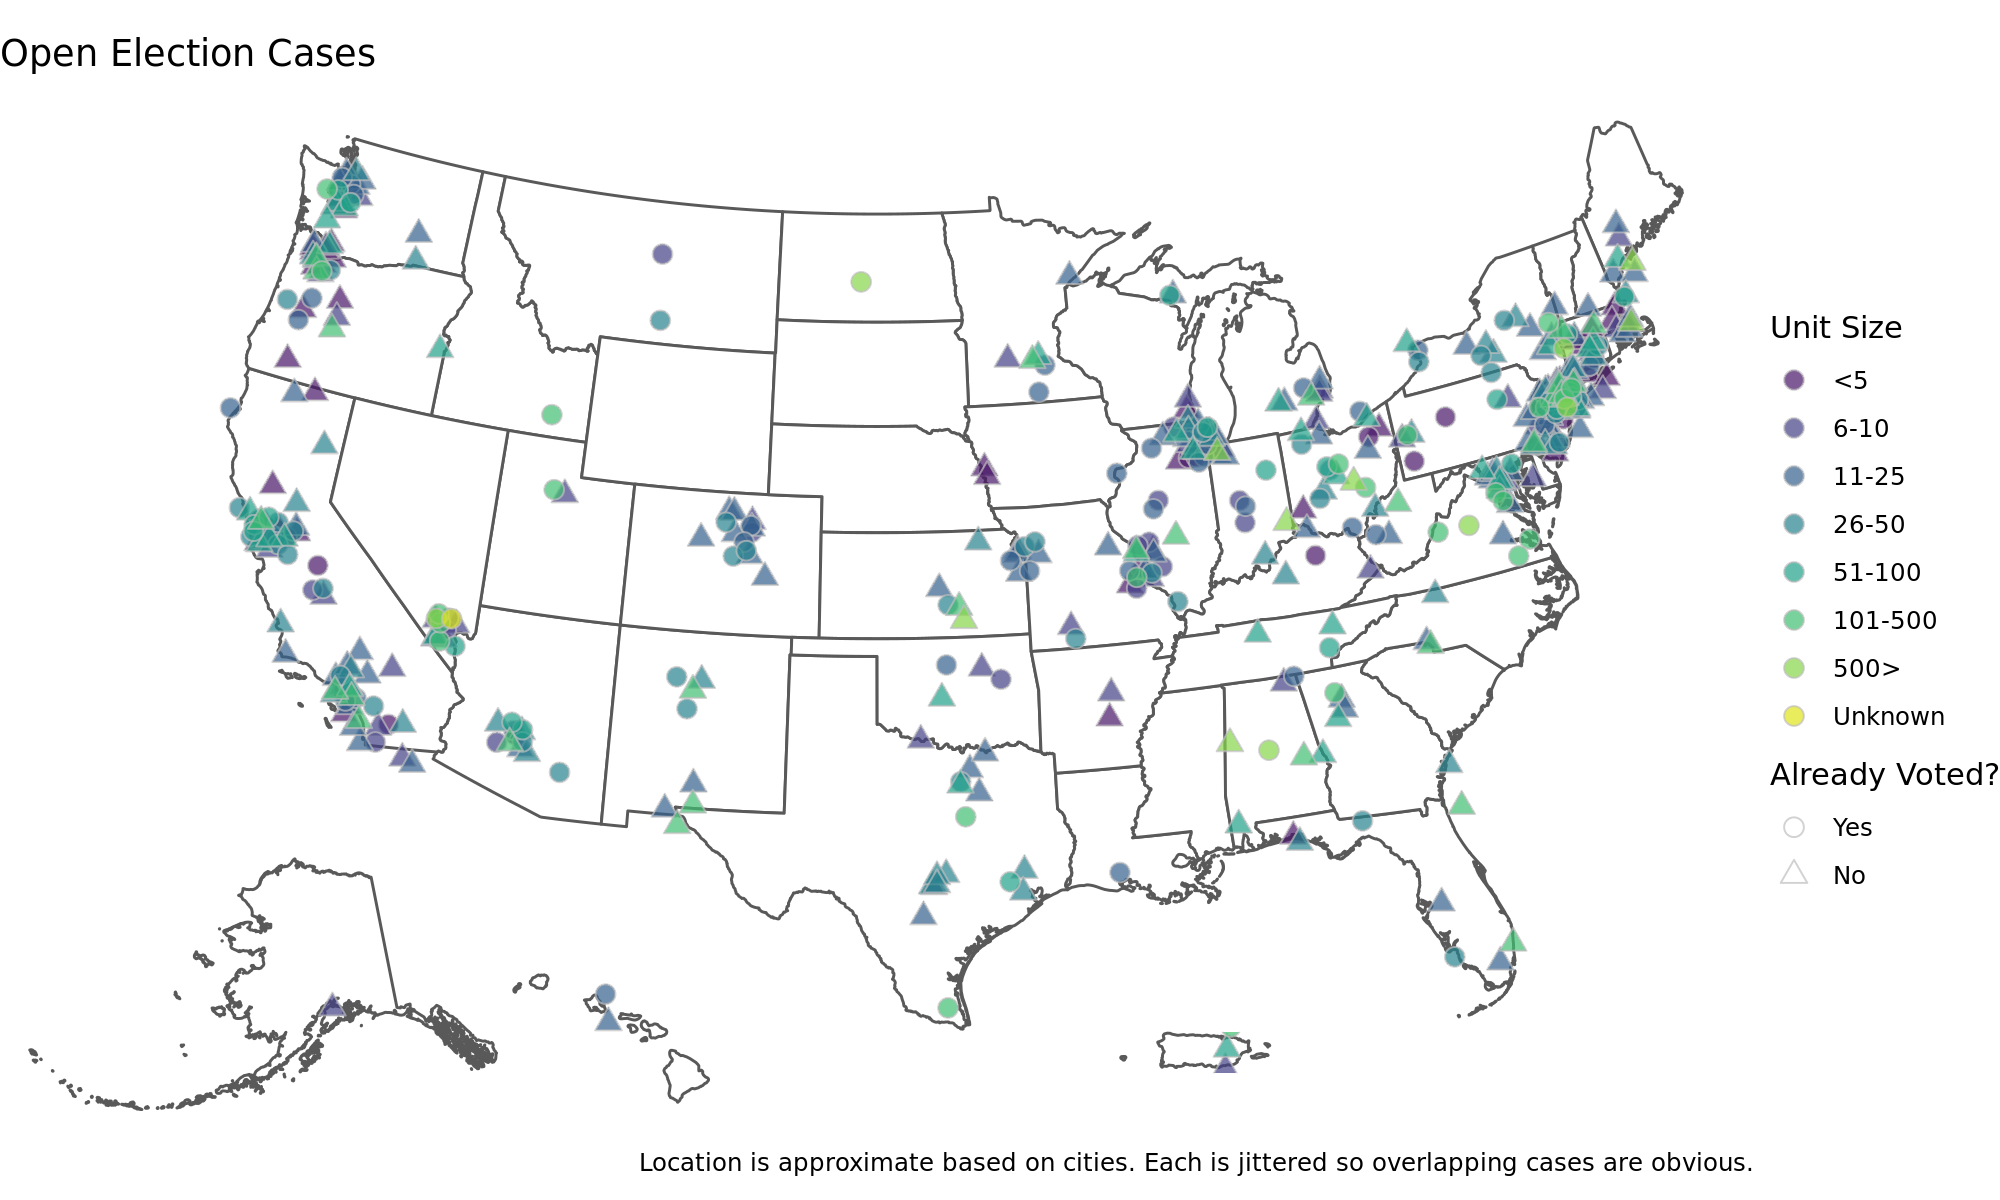 Open Election Cases
Unit Size
<5
6-10
11-25
26-50
51-100
101-500
500>
Unknown
Already Voted?
Yes
No
Location is approximate based on cities. Each is jittered so overlapping cases are obvious.